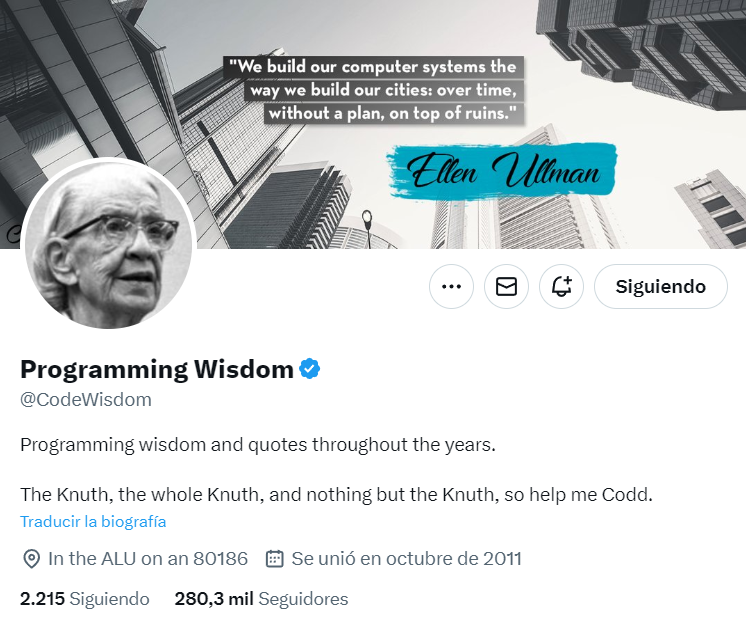 "We build our computer systems the
way we build our cities: over time,
without a plan, on top of ruins."
Ellen Ullman
Siguiendo
Programming Wisdom
@CodeWisdom
Programming wisdom and quotes throughout the years.
The Knuth, the whole Knuth, and nothing but the Knuth, so help me Codd.
Traducir la biografía
In the ALU on an 80186 Se unió en octubre de 2011
2.215 Siguiendo 280,3 mil Seguidores